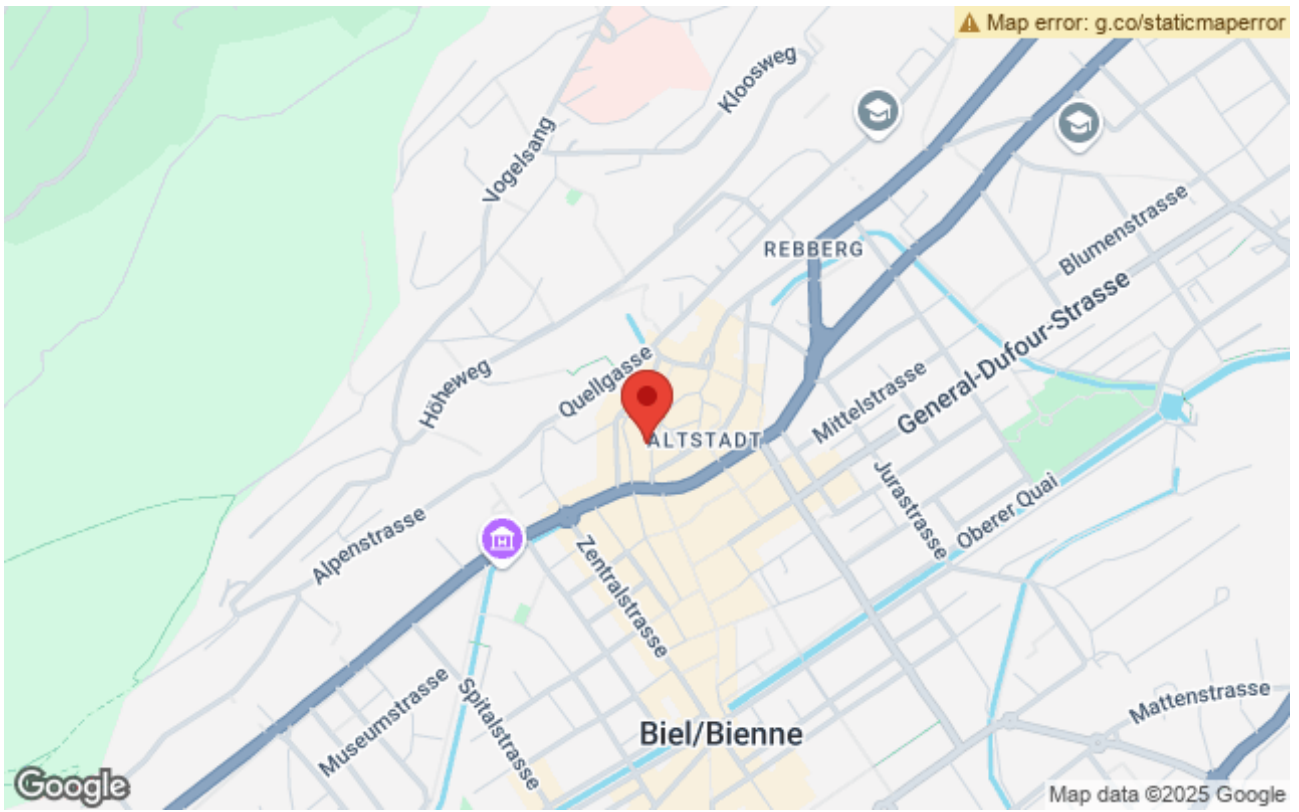 Map error: g.co/staticmaperror
Kloosweg
Vogelsang
REBBERG
Blumenstrasse
General-Dufour-Strasse
Quellgasse
Höheweg
Mittelstrasse
ALTSTADT
Jurastrasse
Oberer Quai
Alpenstrasse
Zentralstrasse
Museumstrasse
Spitalstrasse
Mattenstrasse
Biel/Bienne
Google
Map data ©2025 Google